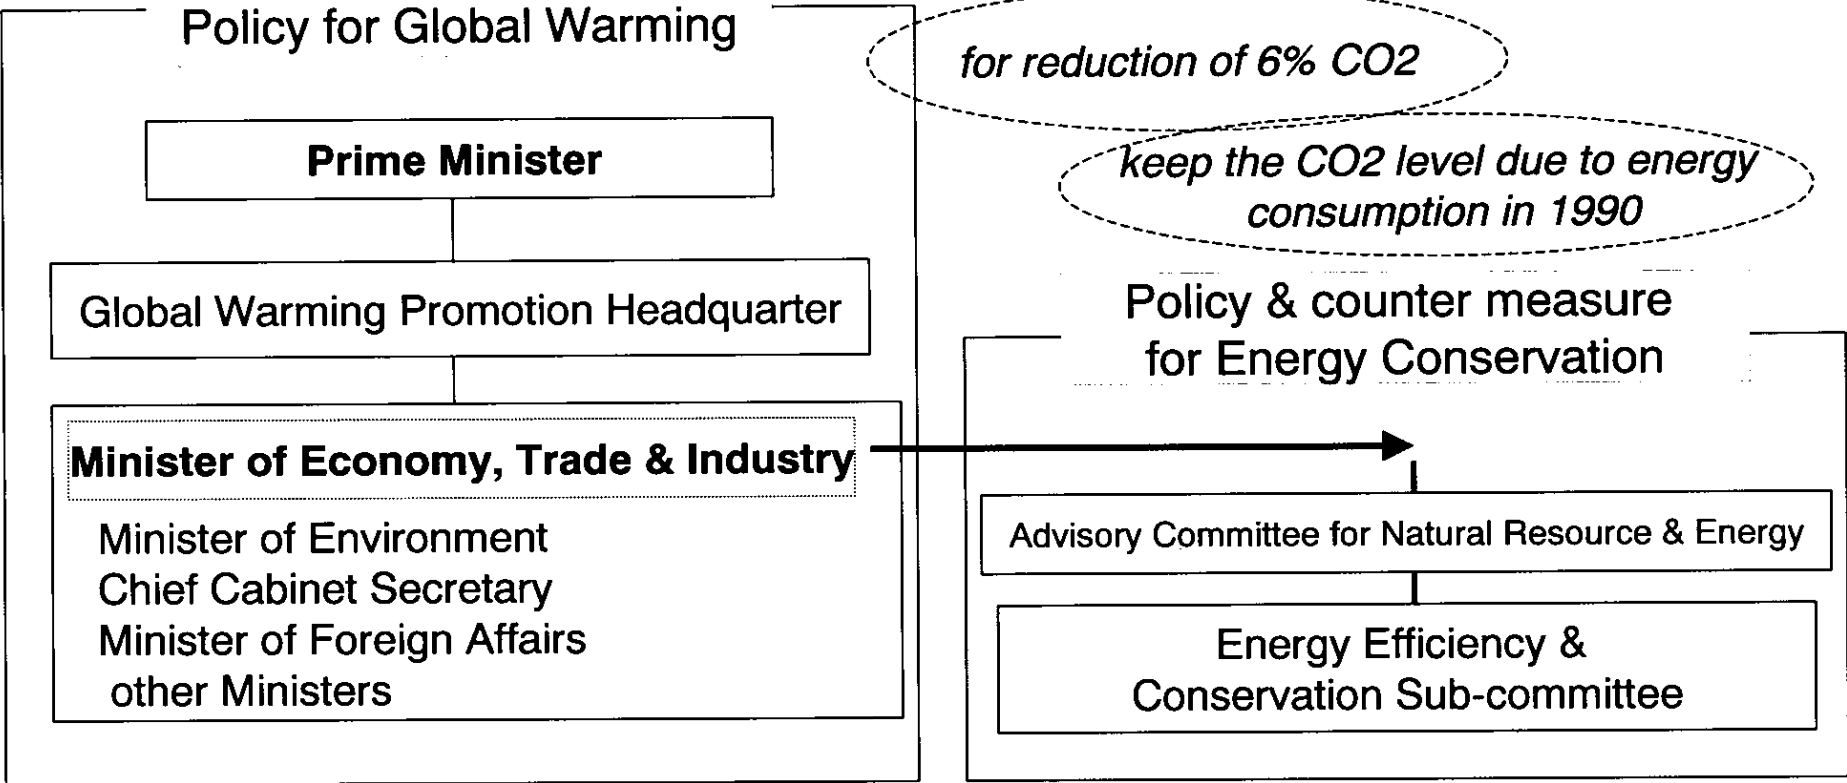 Policy for Global Warming
Prime Minister
Global Warming Promotion Headquarter
Minister of Economy, Trade & Industry
Minister of Environment
Chief Cabinet Secretary
Minister of Foreign Affairs
other Ministers
for reduction of 6% CO2
keep the CO2 level due to energy
consumption in 1990
Policy & counter measure
for Energy Conservation
Advisory Committee for Natural Resource & Energy
Energy Efficiency &
Conservation Sub-committee